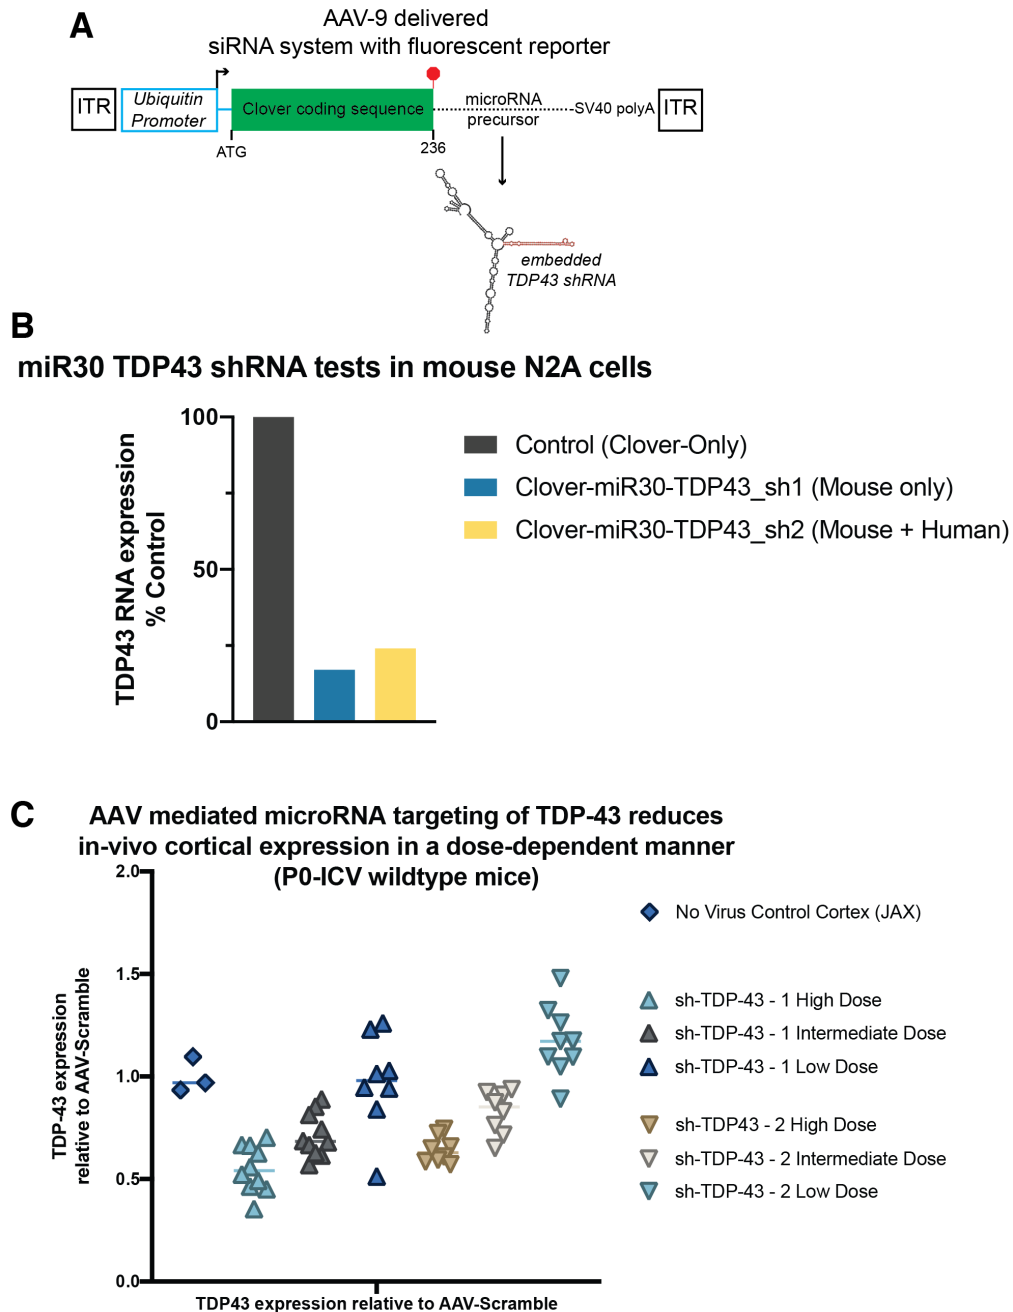 A
AAV-9 delivered
siRNA system with fluorescent reporter
ITR
Ubiquitin
Promoter
Clover coding sequence
microRNA
precursor
-SV40 polyA
ITR
ATG
236
embedded
TDP43 shRNA
B
miR30 TDP43 shRNA tests in mouse N2A cells
TDP43 RNA expression
% Control
100
50
0
Control (Clover-Only)
Clover-miR30-TDP43_sh1 (Mouse only)
Clover-miR30-TDP43_sh2 (Mouse + Human)
C
AAV mediated microRNA targeting of TDP-43 reduces
in-vivo cortical expression in a dose-dependent manner
(P0-ICV wildtype mice)
TDP-43 expression
relative to AAV-Scramble
2.0
1.5
1.0
0.5
0.0
No Virus Control Cortex (JAX)
sh-TDP-43 - 1 High Dose
sh-TDP-43 - 1 Intermediate Dose
sh-TDP-43 - 1 Low Dose
sh-TDP43 - 2 High Dose
sh-TDP-43 - 2 Intermediate Dose
sh-TDP-43 - 2 Low Dose
TDP43 expression relative to AAV-Scramble